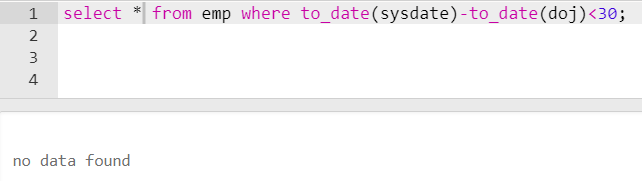 1 select * from emp where to_date(sysdate)-to_date(doj)<30;
2
3
4
no data found